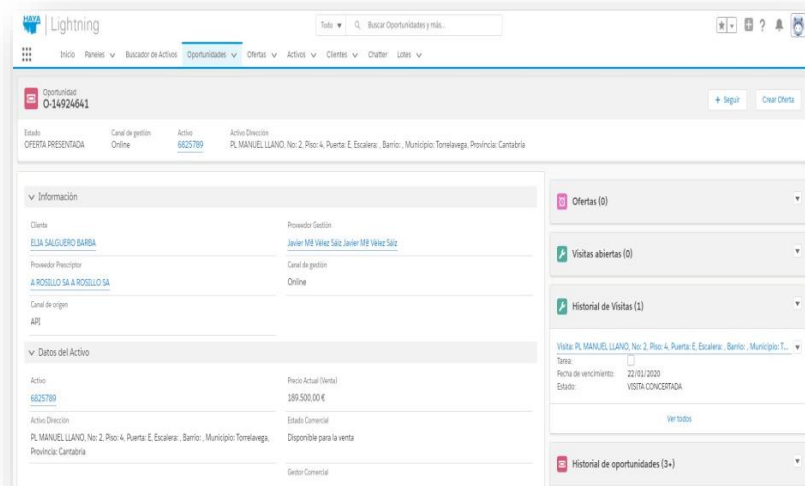 HAYA Lightning
Todo
Buscar Oportunidades y más...
Inicio Paneles Buscador de Activos Oportunidades Ofertas Activos Clientes Chatter Lotes
Oportunidad
O-14924641
+ Seguir Crear Oferta
Estado Canal de gestión Activo Activo Dirección
OFERTA PRESENTADA Online 6825789 PL MANUEL LLANO, No: 2, Piso: 4, Puerta: E, Escalera: , Barrio: , Municipio: Torrelavega, Provincia: Cantabria
Información
Cliente Proveedor Gestión
ELIA SALGUERO BARBA Javier Mª Vélez Sáiz Javier Mª Vélez Sáiz
Proveedor Prescriptor Canal de gestión
A ROSILLO SA A ROSILLO SA Online
Canal de origen
API
Datos del Activo
Activo Precio Actual (Venta)
6825789 189.500,00 €
Activo Dirección Estado Comercial
PL MANUEL LLANO, No: 2, Piso: 4, Puerta: E, Escalera: , Barrio: , Municipio: Torrelavega, Disponible para la venta
Provincia: Cantabria
Gestor Comercial
Ofertas (0)
Visitas abiertas (0)
Historial de Visitas (1)
Visita: PL MANUEL LLANO, No: 2, Piso: 4, Puerta: E, Escalera: , Barrio: , Municipio: T...
Tarea:
Fecha de vencimiento: 22/01/2020
Estado: VISITA CONCERTADA
Ver todos
Historial de oportunidades (3+)